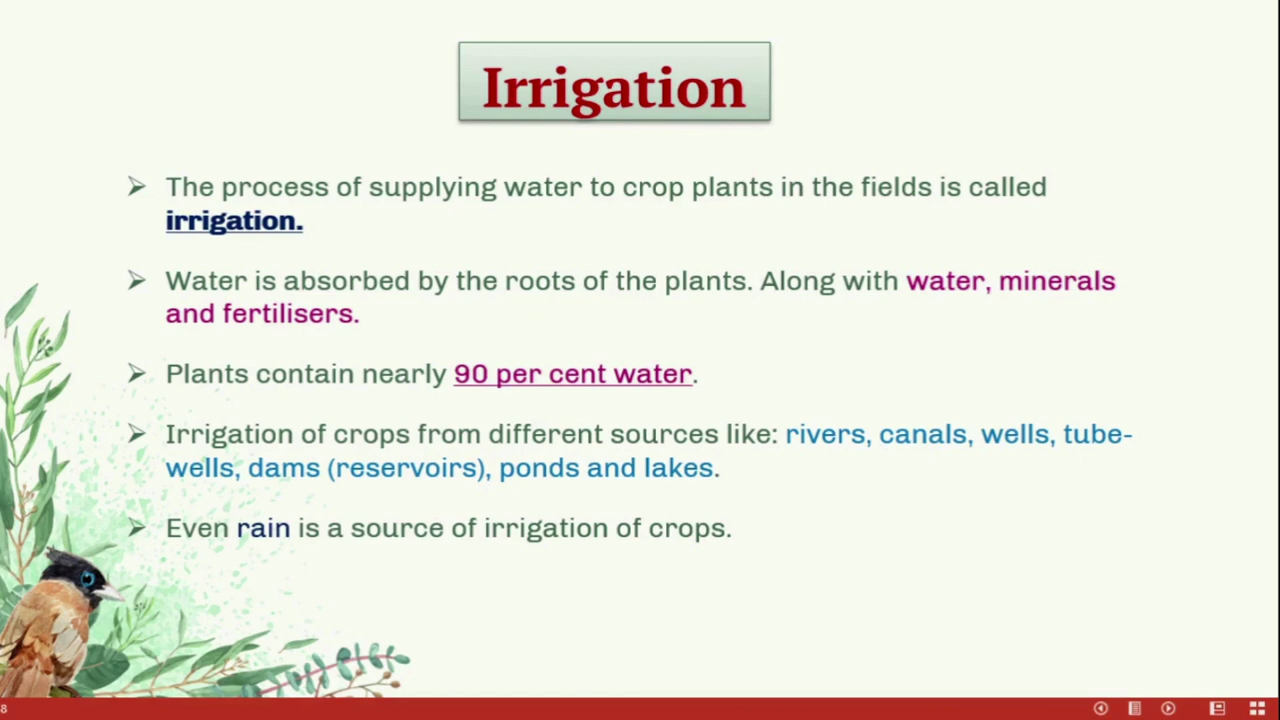 Irrigation
➢ The process of supplying water to crop plants in the fields is called
irrigation.
➢ Water is absorbed by the roots of the plants. Along with water, minerals
and fertilisers.
➢ Plants contain nearly 90 per cent water.
➢ Irrigation of crops from different sources like: rivers, canals, wells, tube-
wells, dams (reservoirs), ponds and lakes.
➢ Even rain is a source of irrigation of crops.
8